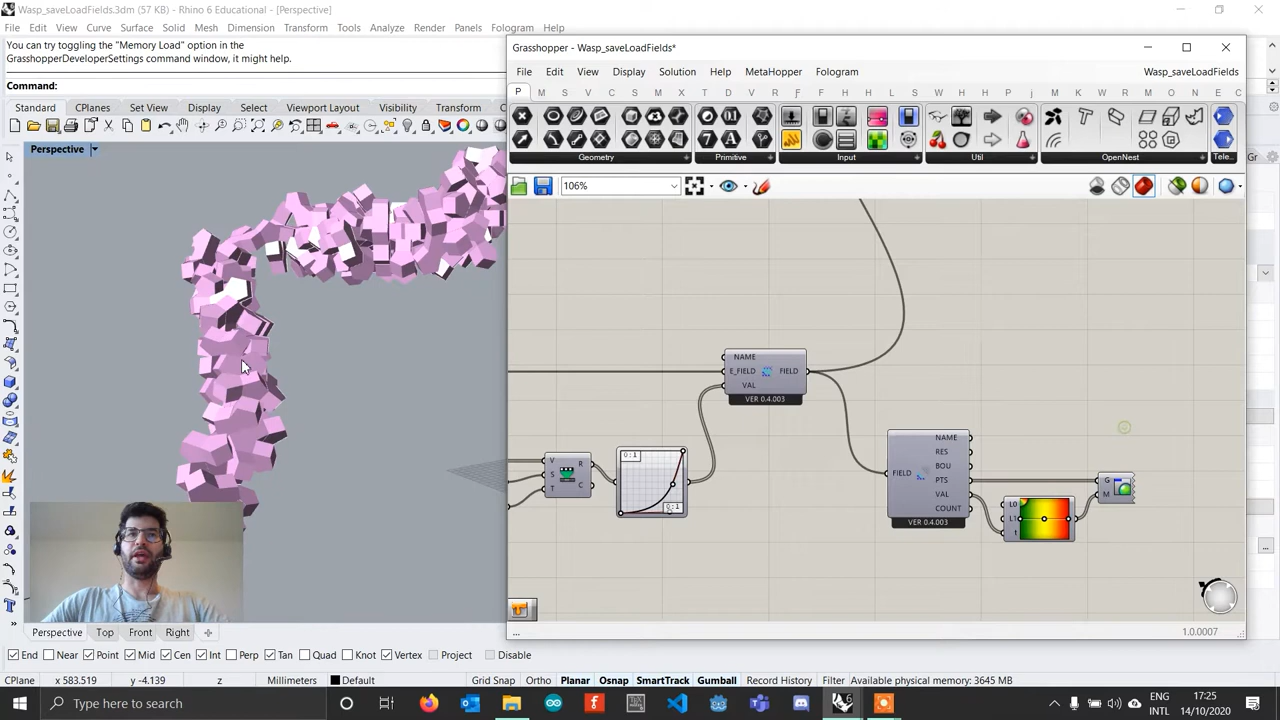 Wasp_saveLoadFields.3dm (57 KB) - Rhino 6 Educational - [Perspective]
File Edit View Curve Surface Solid Mesh Dimension Transform Tools Analyze Render Panels Fologram Help
You can try toggling the "Memory Load" option in the
GrasshopperDeveloperSettings command window, it might help.
Command:
Standard CPlanes Set View Display Select Viewport Layout Visibility Transform
Perspective
Grasshopper - Wasp_saveLoadFields*
File Edit View Display Solution Help MetaHopper Fologram Wasp_saveLoadFields
P M S V C S M X T D A V K B T H H H L S P M K C W R P j M K C W R S E
Geometry Primitive Input Util OpenNest Tele...
106%
NAME
E_FIELD FIELD
VAL
VER 0.4.003
V R
S
T C
0:1
0:1
NAME
RES
BOU
FIELD PTS
VAL
COUNT
VER 0.4.003
L0
L1
t
G
M
... 1.0.0007
Perspective Top Front Right
End Near Point Mid Cen Int Perp Tan Quad Knot Vertex Project Disable
CPlane x 583.519 y -4.139 z Millimeters Default Grid Snap Ortho Planar Osnap SmartTrack Gumball Record History Filter Available physical memory: 3645 MB
Type here to search
ENG 17:25
INTL 14/10/2020